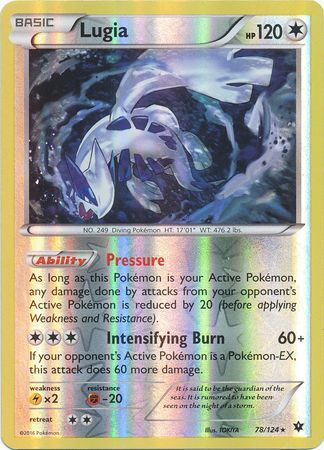 BASIC
Lugia HP120
NO. 249 Diving Pokémon HT: 17'01" WT: 476.2 lbs.
Ability Pressure
As long as this Pokémon is your Active Pokémon,
any damage done by attacks from your opponent's
Active Pokémon is reduced by 20 (before applying
Weakness and Resistance).
Intensifying Burn 60+
If your opponent's Active Pokémon is a Pokémon-EX,
this attack does 60 more damage.
weakness resistance
×2 -20
It is said to be the guardian of the
seas. It is rumored to have been
seen on the night of a storm.
retreat
Illus. TOKIYA 78/124
©2016 Pokémon